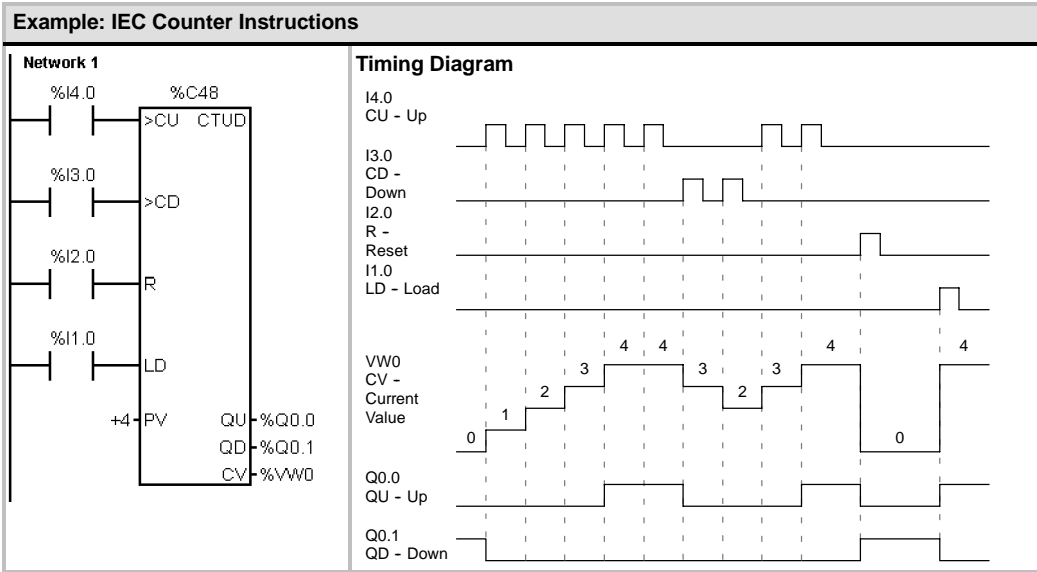 Example: IEC Counter Instructions
Network 1
%I4.0
%C48
>CU CTUD
%I3.0
>CD
%I2.0
R
%I1.0
LD
+4 PV QU %Q0.0
QD %Q0.1
CV %VW0
Timing Diagram
I4.0
CU - Up
I3.0
CD -
Down
I2.0
R -
Reset
I1.0
LD - Load
VW0
CV -
Current
Value
0 1 2 3 4 4 3 2 3 4 0 4
Q0.0
QU - Up
Q0.1
QD - Down